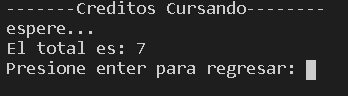 -------Creditos Cursando--------
espere...
El total es: 7
Presione enter para regresar: